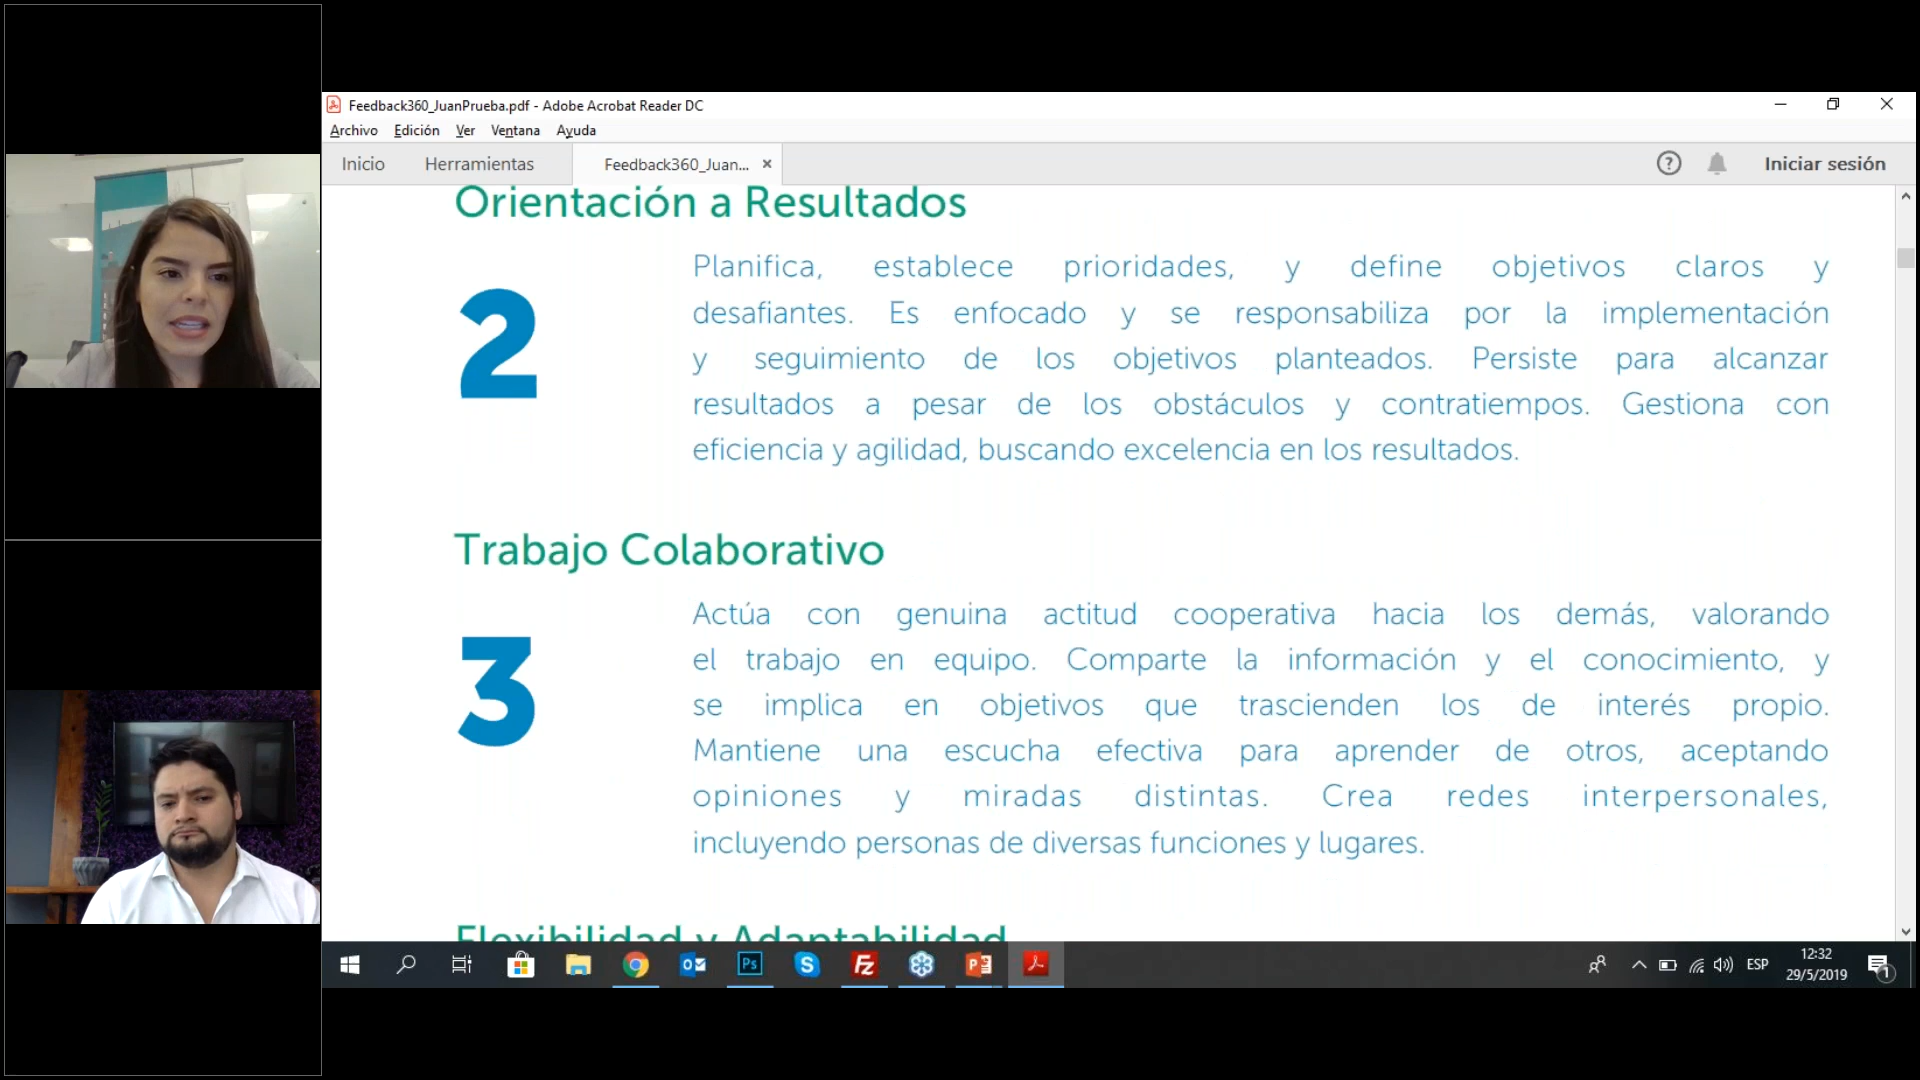 Feedback360_JuanPrueba.pdf - Adobe Acrobat Reader DC
Archivo Edición Ver Ventana Ayuda
Inicio Herramientas Feedback360_Juan... × ? Iniciar sesión
Orientación a Resultados
2
Planifica, establece prioridades, y define objetivos claros y
desafiantes. Es enfocado y se responsabiliza por la implementación
y seguimiento de los objetivos planteados. Persiste para alcanzar
resultados a pesar de los obstáculos y contratiempos. Gestiona con
eficiencia y agilidad, buscando excelencia en los resultados.
Trabajo Colaborativo
3
Actúa con genuina actitud cooperativa hacia los demás, valorando
el trabajo en equipo. Comparte la información y el conocimiento, y
se implica en objetivos que trascienden los de interés propio.
Mantiene una escucha efectiva para aprender de otros, aceptando
opiniones y miradas distintas. Crea redes interpersonales,
incluyendo personas de diversas funciones y lugares.
Flexibilidad y Adaptabilidad
Ps
ESP
12:32
29/5/2019
1